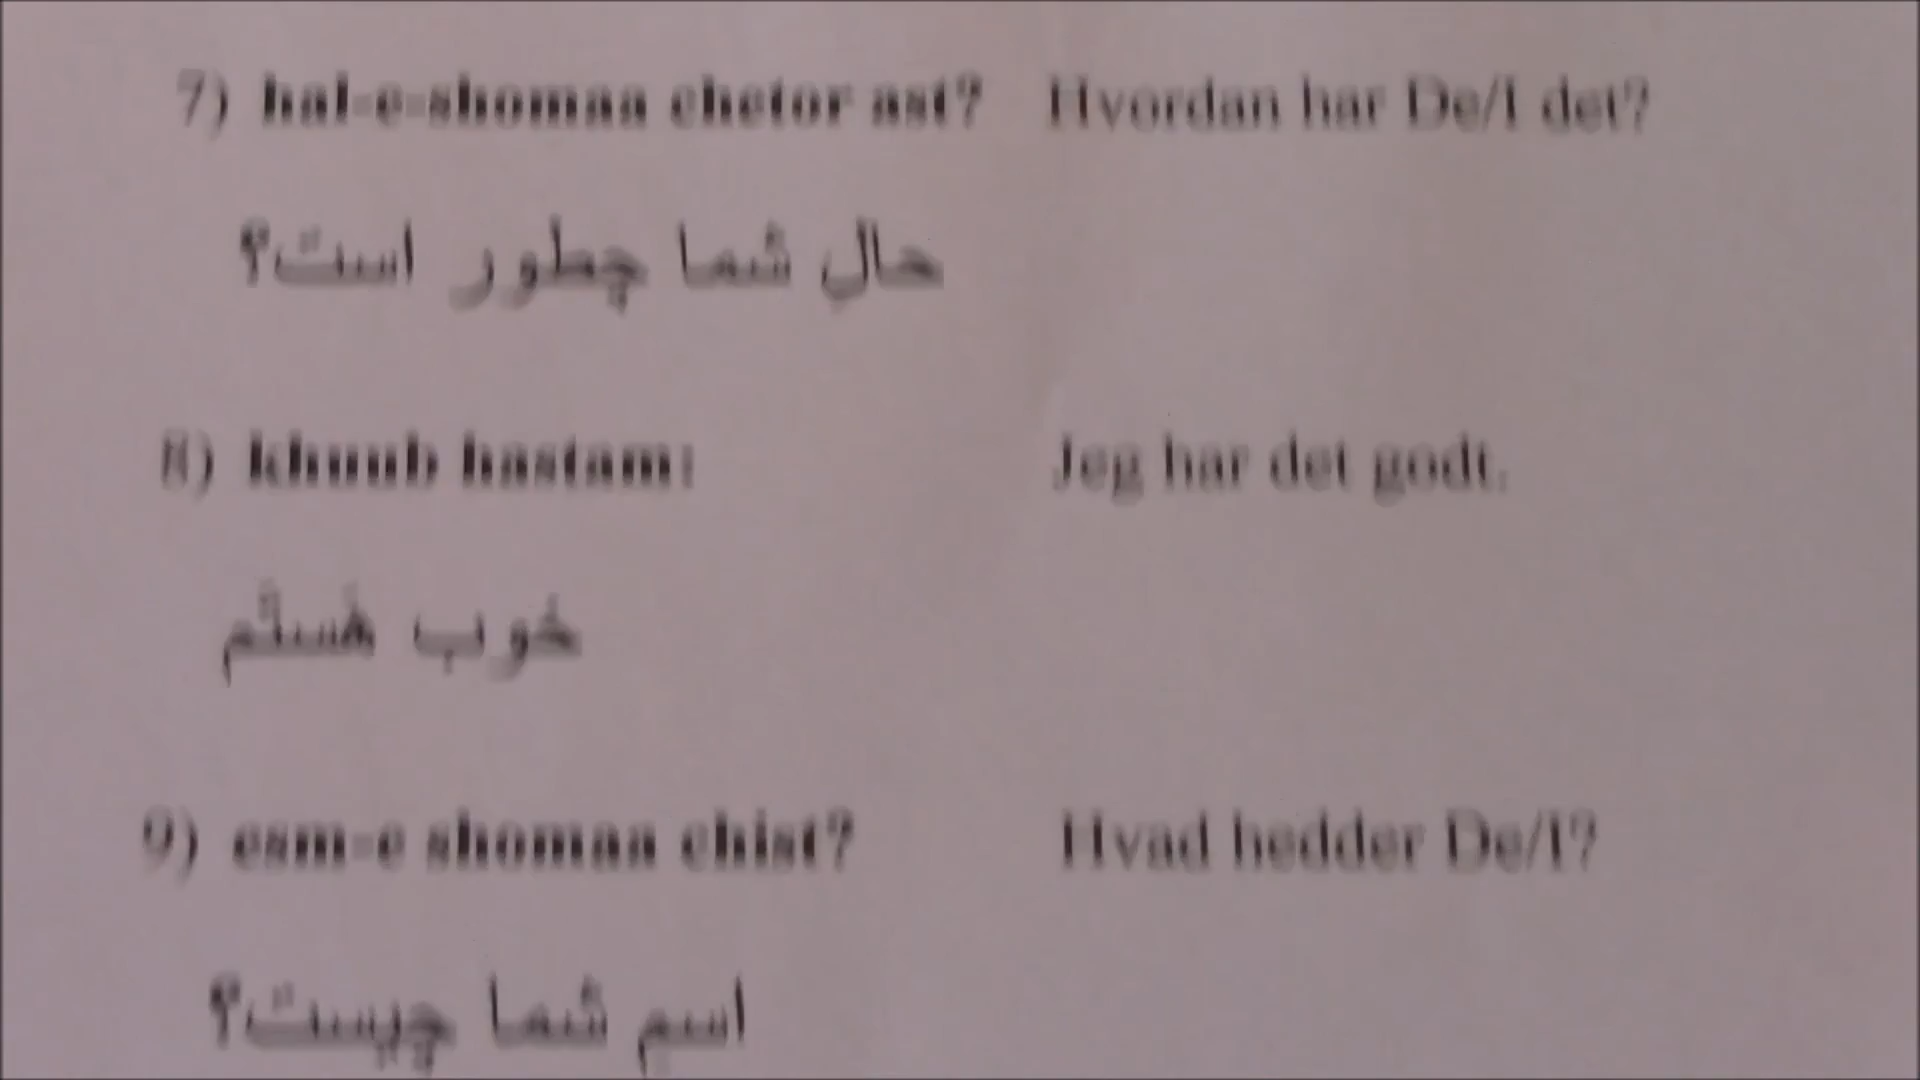 7) hal-e-shomaa chetor ast? Hvordan har De/I det?
حال شما چطور است؟
8) khuub hastam: Jeg har det godt.
خوب هستم
9) esm-e shomaa chist? Hvad hedder De/I?
اسم شما چیست؟